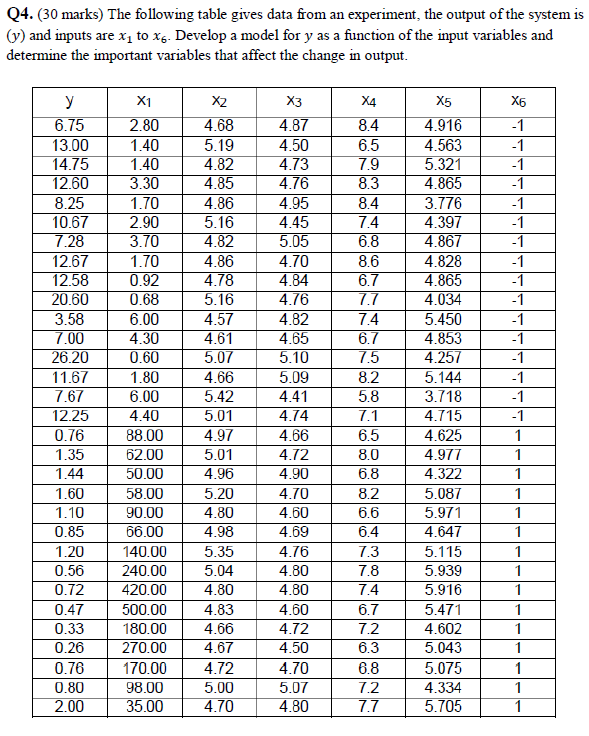 Q4. (30 marks) The following table gives data from an experiment, the output of the system is
(y) and inputs are x₁ to x₆. Develop a model for y as a function of the input variables and
determine the important variables that affect the change in output.
y X1 X2 X3 X4 X5 X6
6.75 2.80 4.68 4.87 8.4 4.916 -1
13.00 1.40 5.19 4.50 6.5 4.563 -1
14.75 1.40 4.82 4.73 7.9 5.321 -1
12.60 3.30 4.85 4.76 8.3 4.865 -1
8.25 1.70 4.86 4.95 8.4 3.776 -1
10.67 2.90 5.16 4.45 7.4 4.397 -1
7.28 3.70 4.82 5.05 6.8 4.867 -1
12.67 1.70 4.86 4.70 8.6 4.828 -1
12.58 0.92 4.78 4.84 6.7 4.865 -1
20.60 0.68 5.16 4.76 7.7 4.034 -1
3.58 6.00 4.57 4.82 7.4 5.450 -1
7.00 4.30 4.61 4.65 6.7 4.853 -1
26.20 0.60 5.07 5.10 7.5 4.257 -1
11.67 1.80 4.66 5.09 8.2 5.144 -1
7.67 6.00 5.42 4.41 5.8 3.718 -1
12.25 4.40 5.01 4.74 7.1 4.715 -1
0.76 88.00 4.97 4.66 6.5 4.625 1
1.35 62.00 5.01 4.72 8.0 4.977 1
1.44 50.00 4.96 4.90 6.8 4.322 1
1.60 58.00 5.20 4.70 8.2 5.087 1
1.10 90.00 4.80 4.60 6.6 5.971 1
0.85 66.00 4.98 4.69 6.4 4.647 1
1.20 140.00 5.35 4.76 7.3 5.115 1
0.56 240.00 5.04 4.80 7.8 5.939 1
0.72 420.00 4.80 4.80 7.4 5.916 1
0.47 500.00 4.83 4.60 6.7 5.471 1
0.33 180.00 4.66 4.72 7.2 4.602 1
0.26 270.00 4.67 4.50 6.3 5.043 1
0.76 170.00 4.72 4.70 6.8 5.075 1
0.80 98.00 5.00 5.07 7.2 4.334 1
2.00 35.00 4.70 4.80 7.7 5.705 1